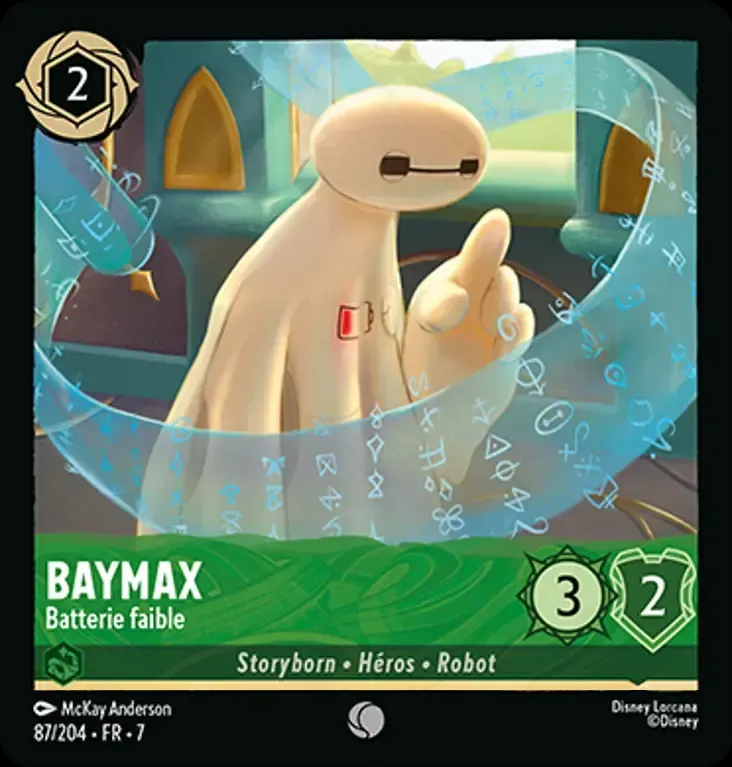 2
BAYMAX
Batterie faible
3
2
Storyborn • Héros • Robot
McKay Anderson
Disney Lorcana
87/204 • FR • 7
©Disney